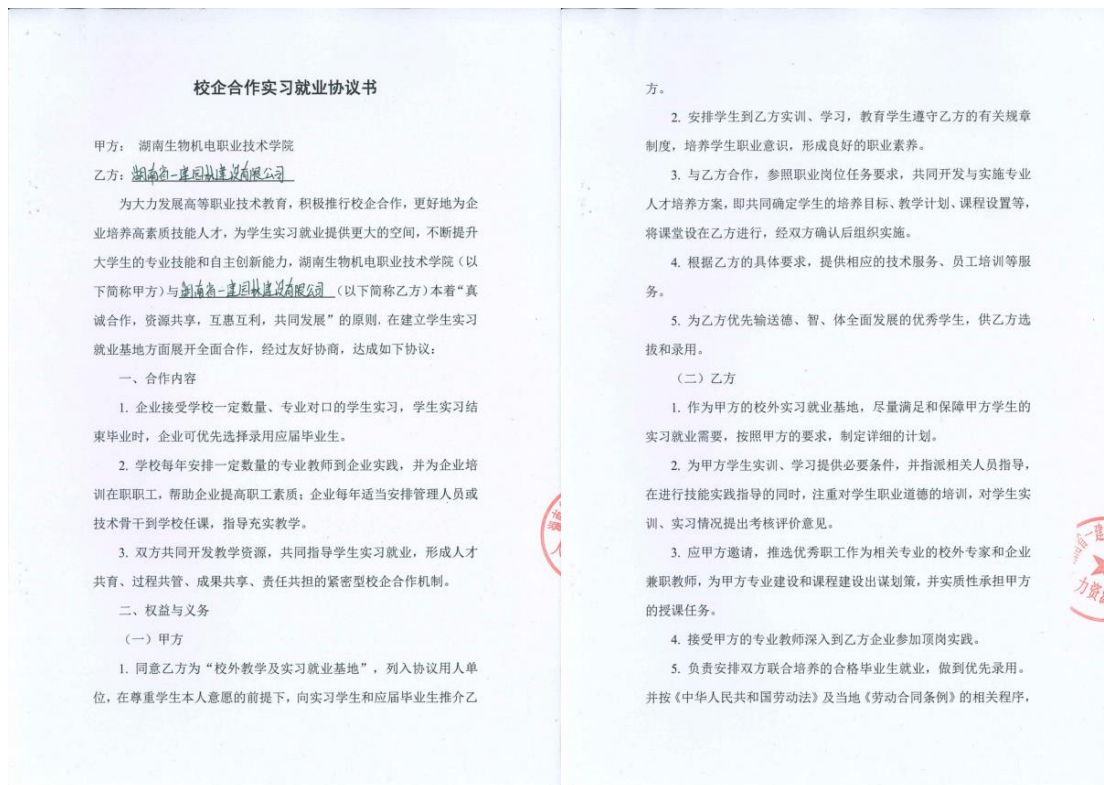 校企合作实习就业协议书
甲方： 湖南生物机电职业技术学院
乙方：湖南省一建园林建设有限公司
为大力发展高等职业技术教育，积极推行校企合作，更好地为企
业培养高素质技能人才，为学生实习就业提供更大的空间，不断提升
大学生的专业技能和自主创新能力，湖南生物机电职业技术学院（以
下简称甲方）与湖南省一建园林建设有限公司（以下简称乙方）本着“真
诚合作，资源共享，互惠互利，共同发展”的原则，在建立学生实习
就业基地方面展开全面合作，经过友好协商，达成如下协议：
一、合作内容
1. 企业接受学校一定数量、专业对口的学生实习，学生实习结
束毕业时，企业可优先选择录用应届毕业生。
2. 学校每年安排一定数量的专业教师到企业实践，并为企业培
训在职职工，帮助企业提高职工素质；企业每年适当安排管理人员或
技术骨干到学校任课，指导充实教学。
3. 双方共同开发教学资源，共同指导学生实习就业，形成人才
共育、过程共管、成果共享、责任共担的紧密型校企合作机制。
二、权益与义务
（一）甲方
1. 同意乙方为“校外教学及实习就业基地”，列入协议用人单
位，在尊重学生本人意愿的前提下，向实习学生和应届毕业生推介乙
方。
2. 安排学生到乙方实训、学习，教育学生遵守乙方的有关规章
制度，培养学生职业意识，形成良好的职业素养。
3. 与乙方合作，参照职业岗位任务要求，共同开发与实施专业
人才培养方案，即共同确定学生的培养目标、教学计划、课程设置等，
将课堂设在乙方进行，经双方确认后组织实施。
4. 根据乙方的具体要求，提供相应的技术服务、员工培训等服
务。
5. 为乙方优先输送德、智、体全面发展的优秀学生，供乙方选
拔和录用。
（二）乙方
1. 作为甲方的校外实习就业基地，尽量满足和保障甲方学生的
实习就业需要，按照甲方的要求，制定详细的计划。
2. 为甲方学生实训、学习提供必要条件，并指派相关人员指导，
在进行技能实践指导的同时，注重对学生职业道德的培训，对学生实
训、实习情况提出考核评价意见。
3. 应甲方邀请，推选优秀职工作为相关专业的校外专家和企业
兼职教师，为甲方专业建设和课程建设出谋划策，并实质性承担甲方
的授课任务。
4. 接受甲方的专业教师深入到乙方企业参加顶岗实践。
5. 负责安排双方联合培养的合格毕业生就业，做到优先录用。
并按《中华人民共和国劳动法》及当地《劳动合同条例》的相关程序，